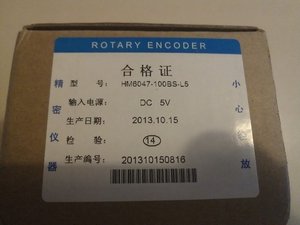 ROTARY ENCODER
合格证
精密仪器
型 号: HM6047-100BS-L5
输入电源: DC 5V
生产日期: 2013.10.15
检 验: 14
生产编号: 201310150816
小心轻放